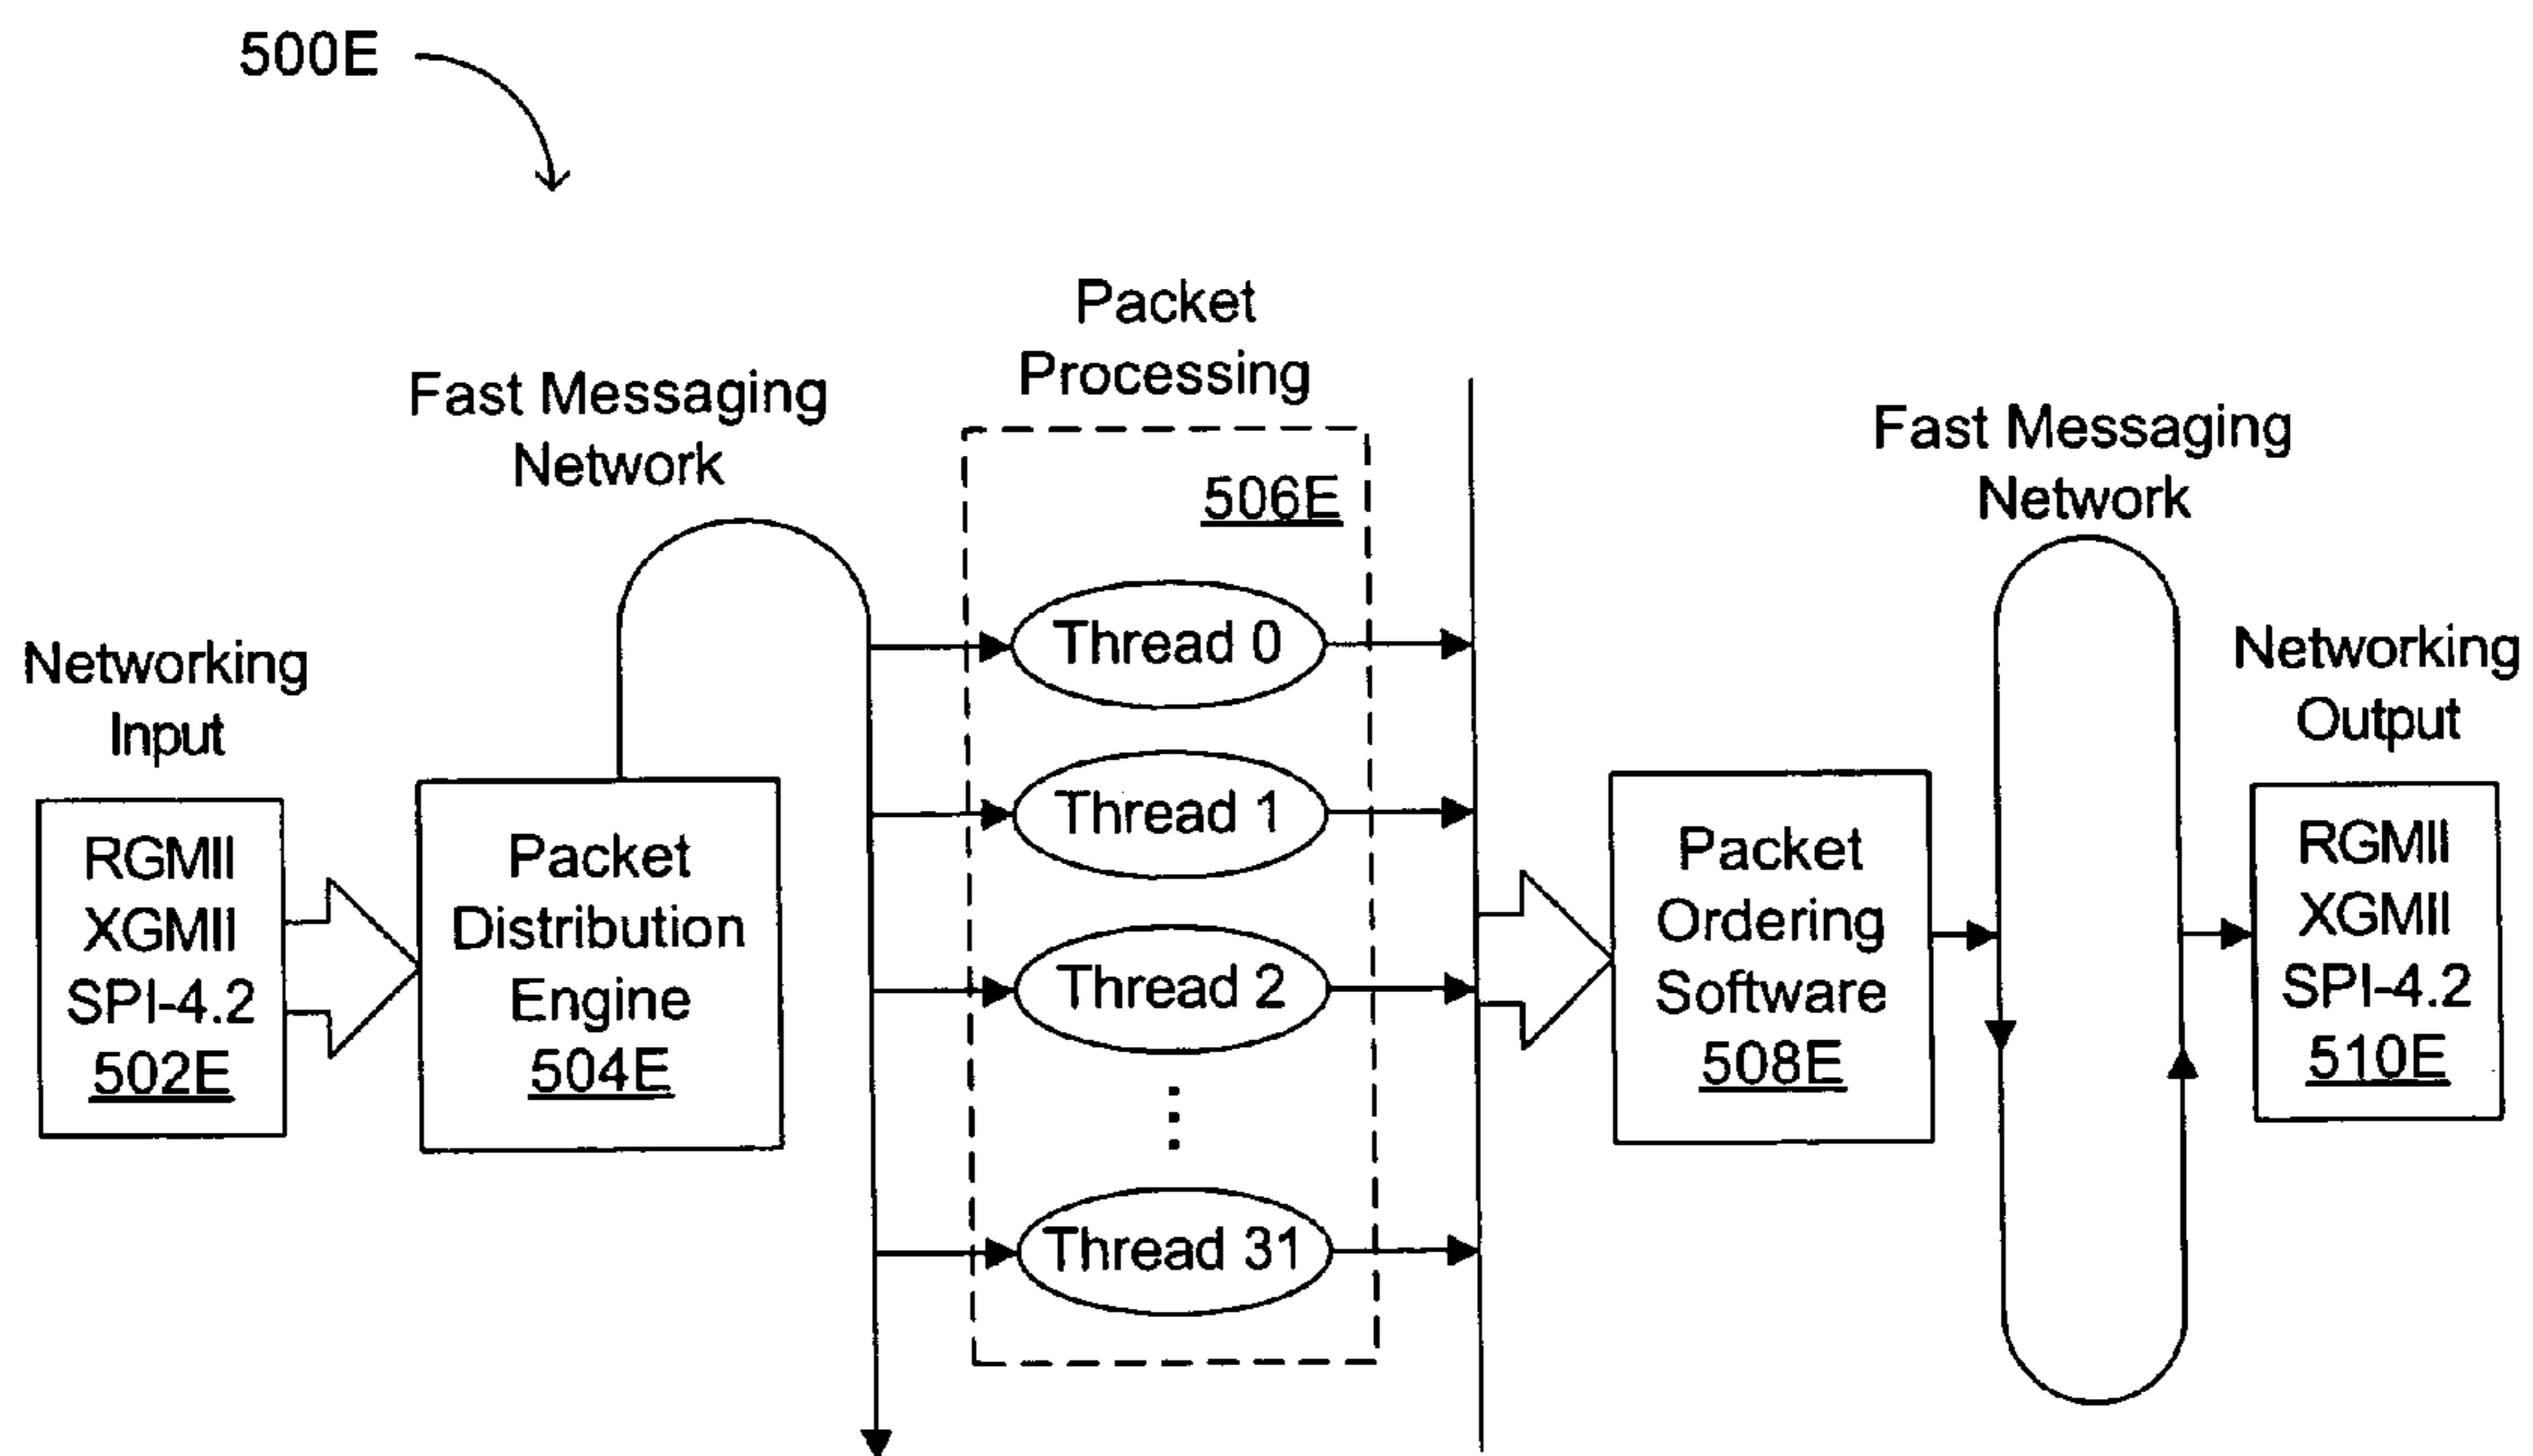 500E
Packet
Processing
Fast Messaging
Network
Fast Messaging
Network
506E
Networking
Input
Thread 0
Networking
Output
RGMII
XGMII
SPI-4.2
502E
Packet
Distribution
Engine
504E
Thread 1
Thread 2
Thread 31
Packet
Ordering
Software
508E
RGMII
XGMII
SPI-4.2
510E